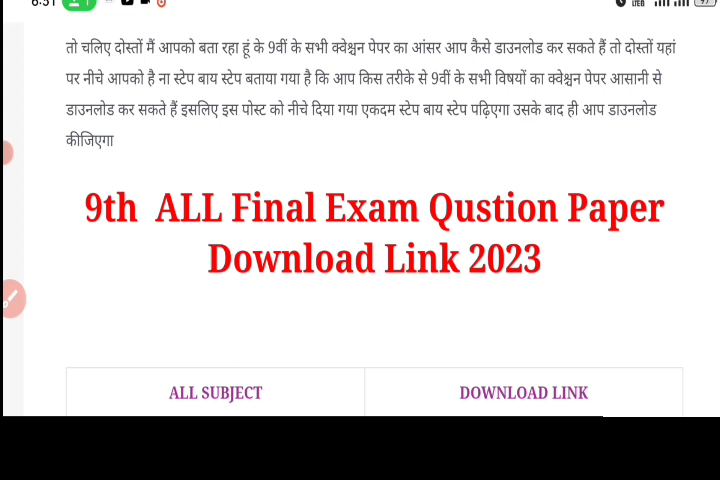 तो चलिए दोस्तों मैं आपको बता रहा हूं के 9वीं के सभी क्वेश्चन पेपर का आंसर आप कैसे डाउनलोड कर सकते हैं तो दोस्तों यहां
पर नीचे आपको है ना स्टेप बाय स्टेप बताया गया है कि आप किस तरीके से 9वीं के सभी विषयों का क्वेश्चन पेपर आसानी से
डाउनलोड कर सकते हैं इसलिए इस पोस्ट को नीचे दिया गया एकदम स्टेप बाय स्टेप पढ़िएगा उसके बाद ही आप डाउनलोड
कीजिएगा
9th ALL Final Exam Qustion Paper
Download Link 2023
ALL SUBJECT
DOWNLOAD LINK